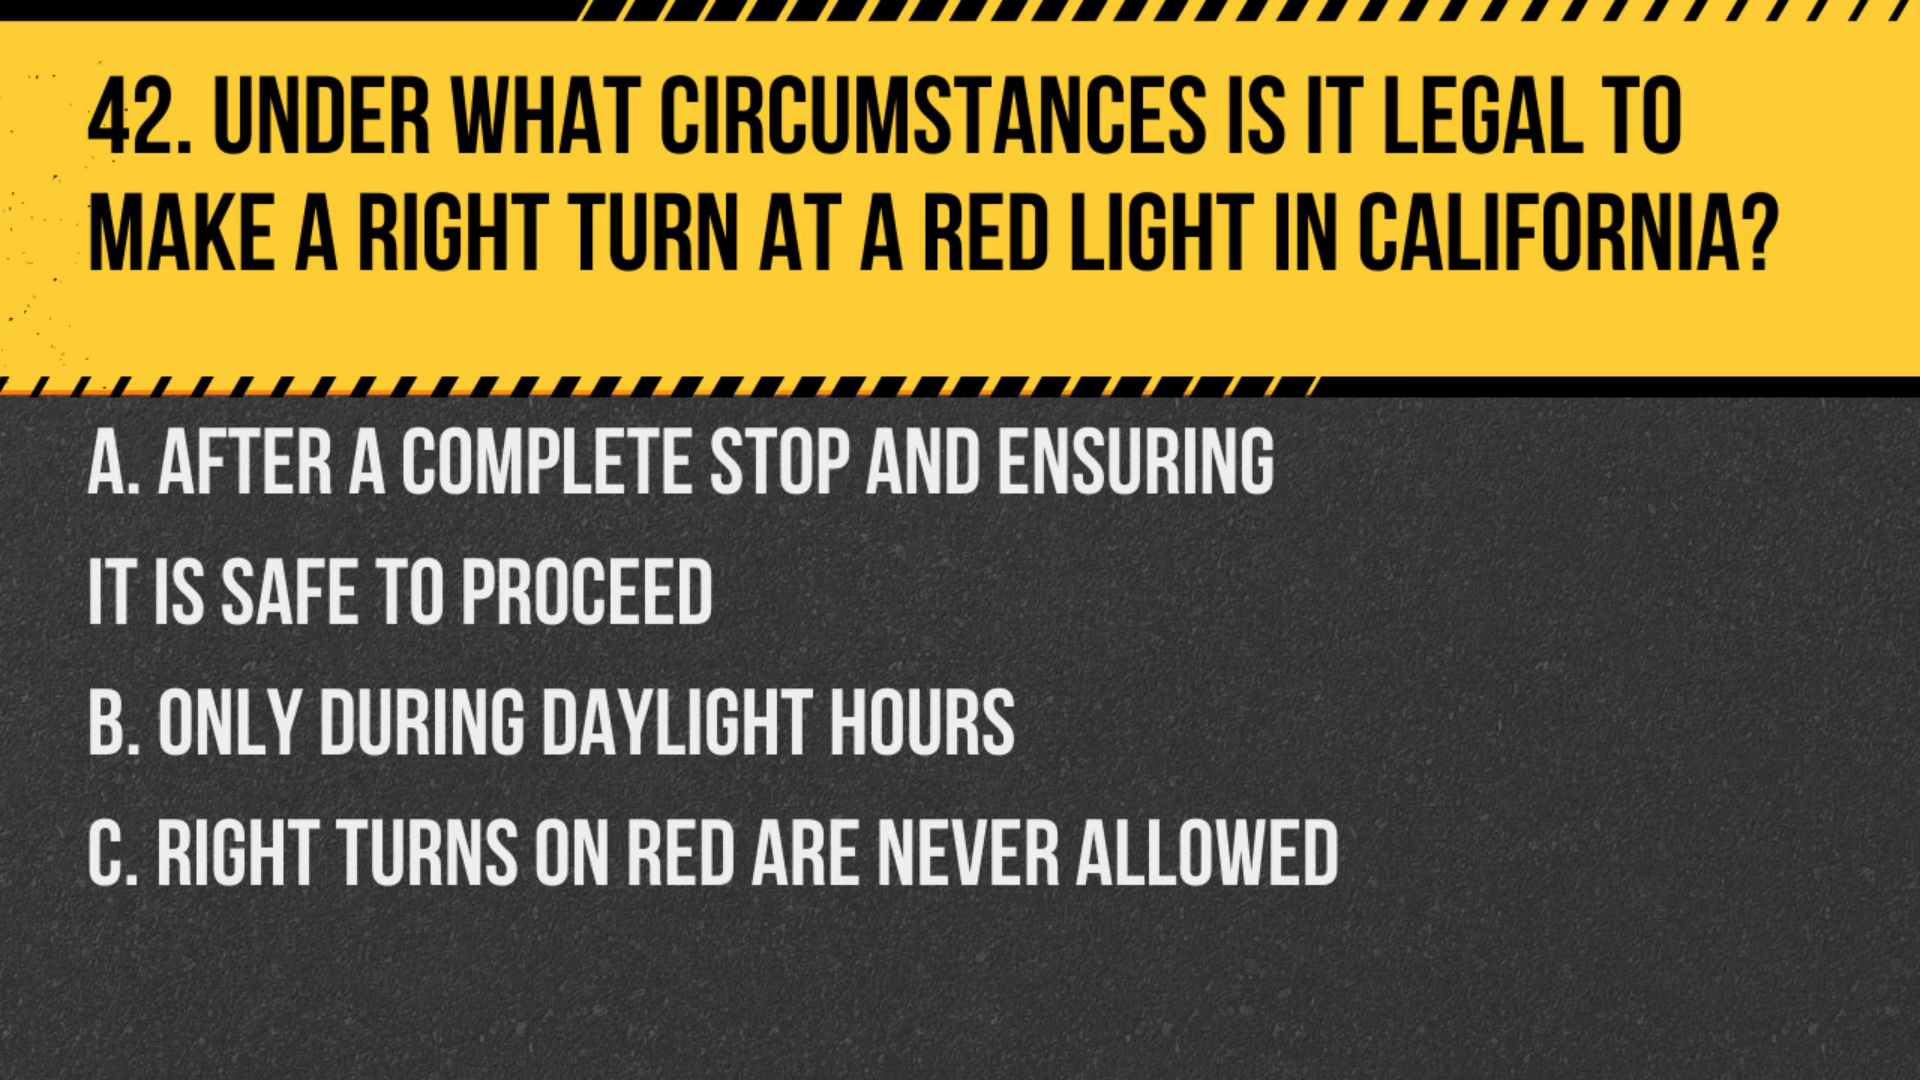 42. UNDER WHAT CIRCUMSTANCES IS IT LEGAL TO
MAKE A RIGHT TURN AT A RED LIGHT IN CALIFORNIA?
A. AFTER A COMPLETE STOP AND ENSURING
IT IS SAFE TO PROCEED
B. ONLY DURING DAYLIGHT HOURS
C. RIGHT TURNS ON RED ARE NEVER ALLOWED